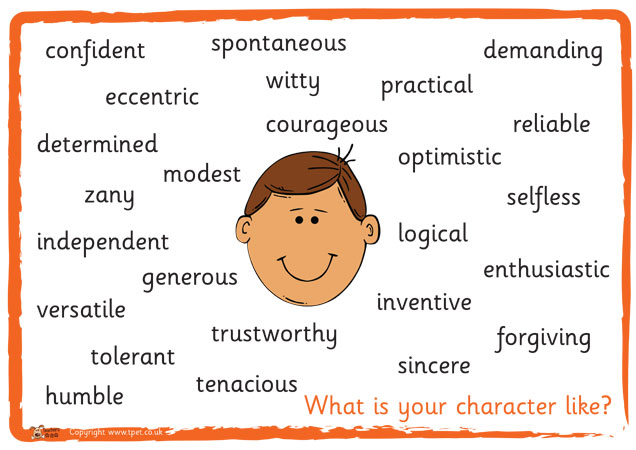 confident
spontaneous
demanding
witty
practical
eccentric
courageous
reliable
determined
optimistic
modest
zany
selfless
independent
logical
generous
enthusiastic
versatile
inventive
trustworthy
forgiving
tolerant
sincere
humble
tenacious
What is your character like?
Copyright www.tpet.co.uk